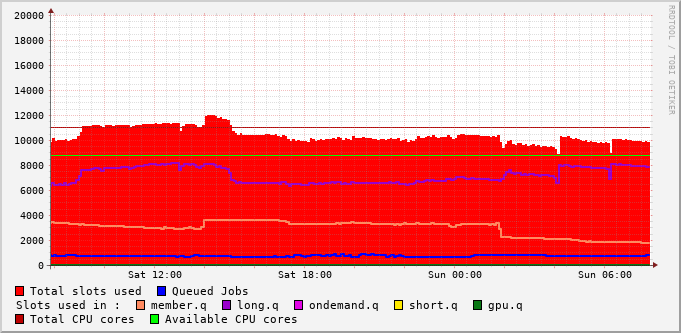 RRDTOOL / TOBI OETIKER
20000
18000
16000
14000
12000
10000
8000
6000
4000
2000
0
Sat 12:00 Sat 18:00 Sun 00:00 Sun 06:00
Total slots used Queued Jobs
Slots used in : member.q long.q ondemand.q short.q gpu.q
Total CPU cores Available CPU cores